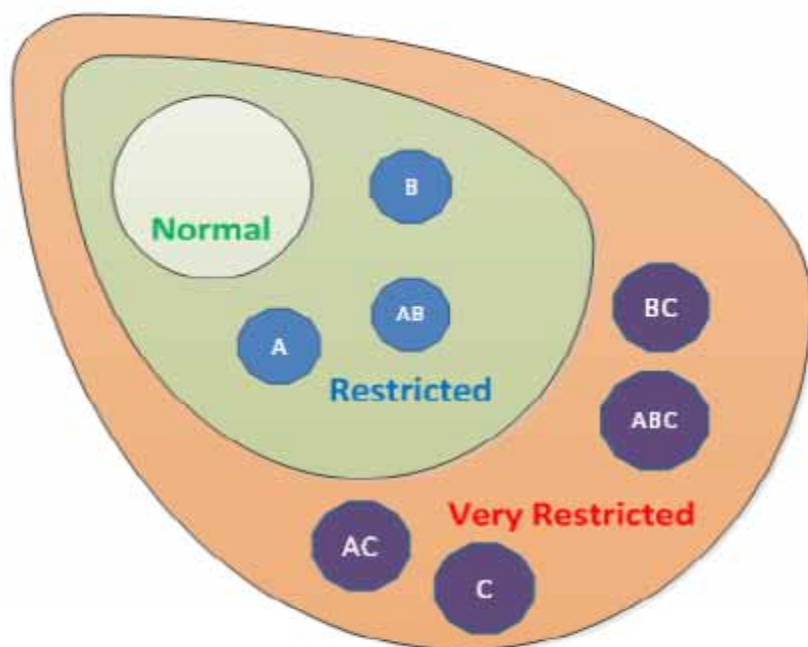 B
Normal
AB
BC
A
Restricted
ABC
Very Restricted
AC
C